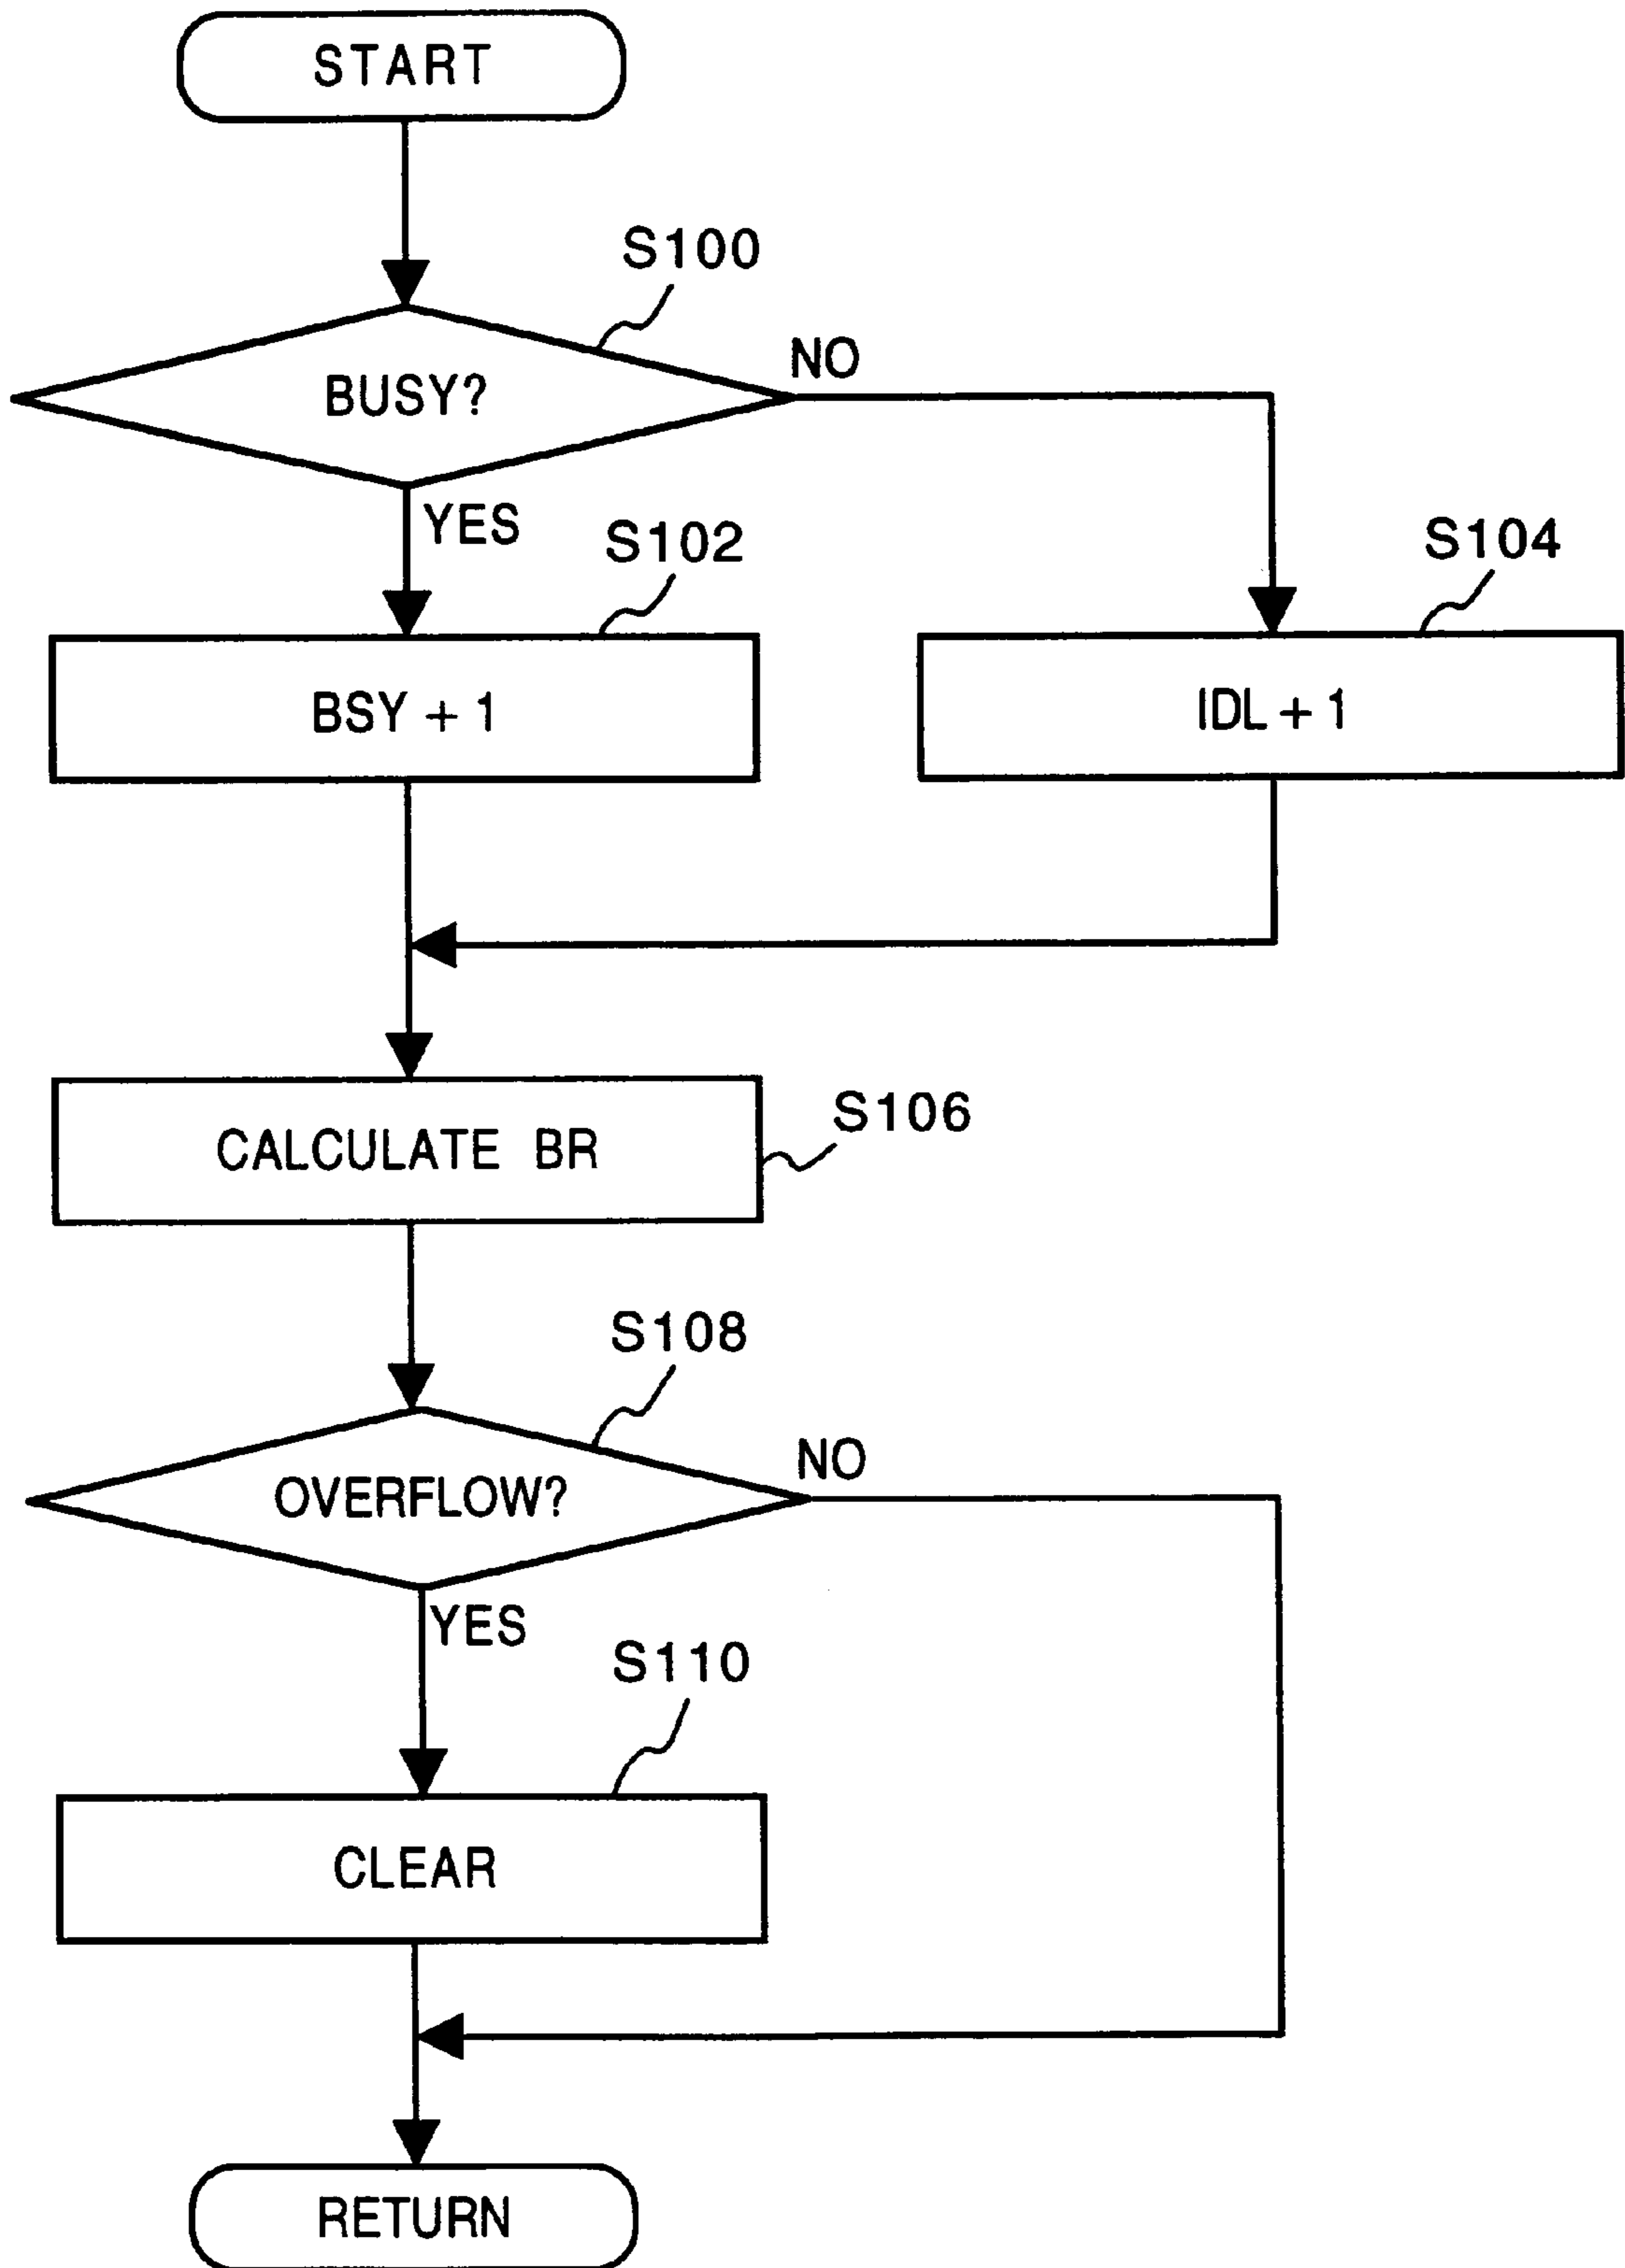 START
S100
BUSY?
NO
YES
S102
S104
BSY + 1
IDL + 1
CALCULATE BR
S106
S108
OVERFLOW?
NO
YES
S110
CLEAR
RETURN